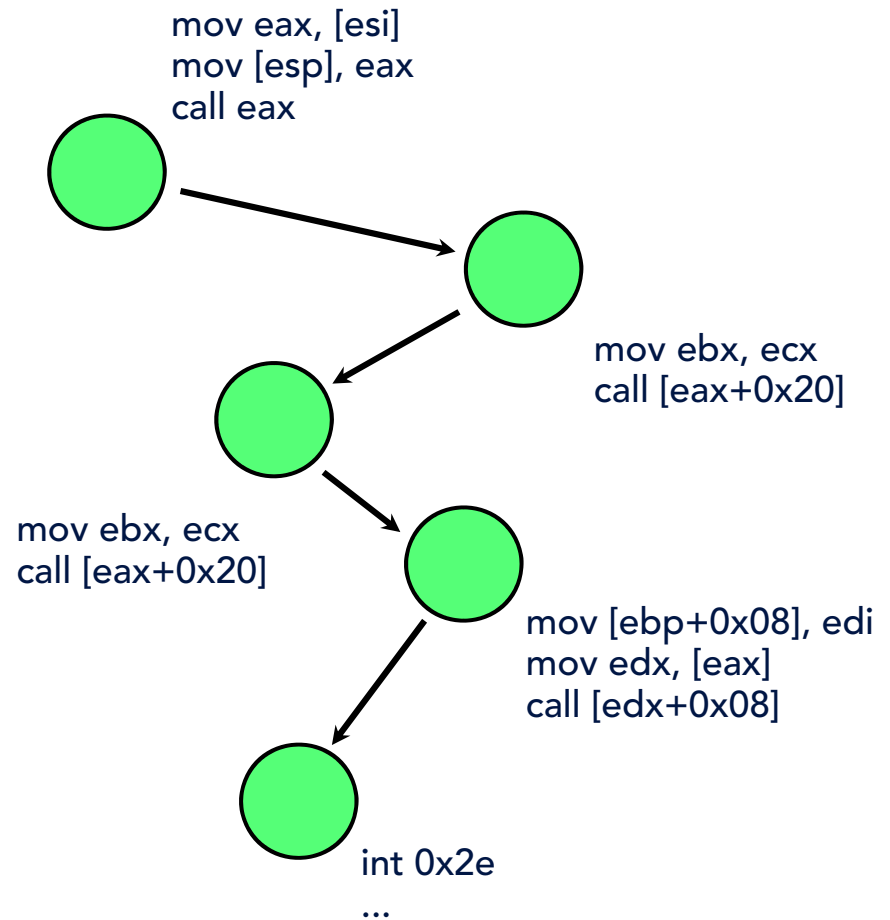 mov eax, [esi]
mov [esp], eax
call eax
mov ebx, ecx
call [eax+0x20]
mov ebx, ecx
call [eax+0x20]
mov [ebp+0x08], edi
mov edx, [eax]
call [edx+0x08]
int 0x2e
...